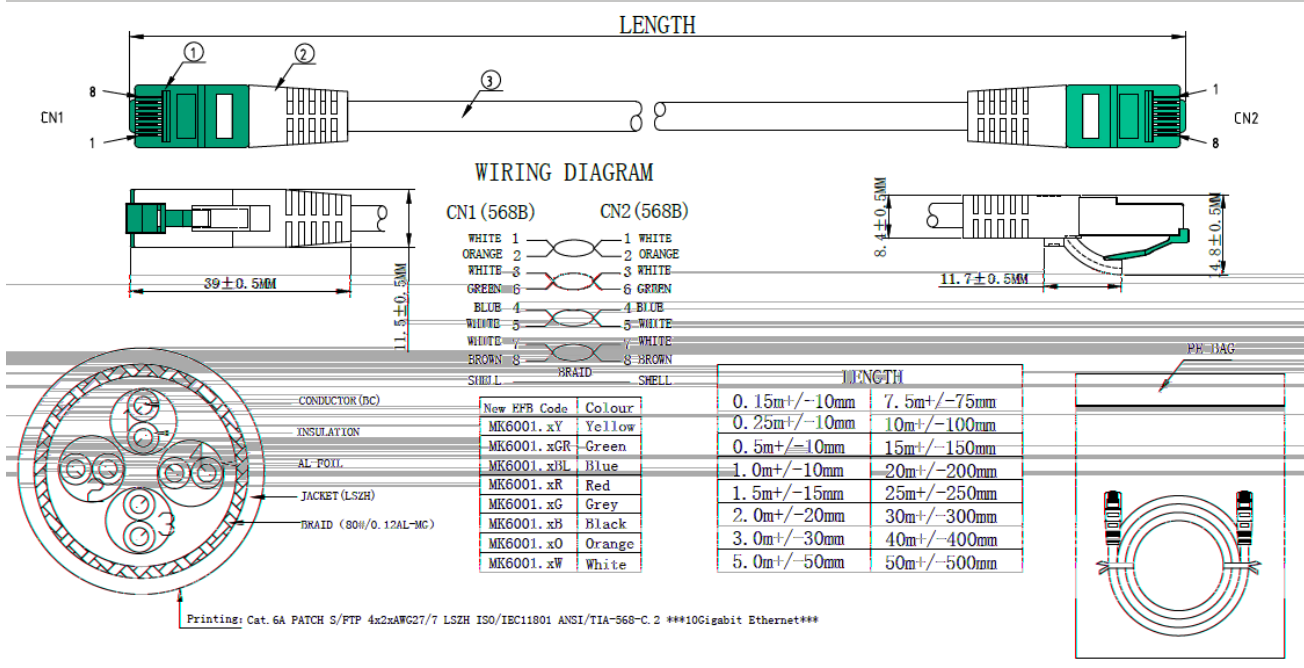 LENGTH
① ② ③
8
CN1
1
1
CN2
8
WIRING DIAGRAM
CN1(568B) CN2(568B)
WHITE 1 1 WHITE
ORANGE 2 2 ORANGE
WHITE 3 3 WHITE
GREEN 6 6 GREEN
BLUE 4 4 BLUE
WHITE 5 5 WHITE
WHITE 7 7 WHITE
BROWN 8 8 BROWN
BRAID
SHELL SHELL
39±0.5MM
11.5±0.5MM
8.4±0.5MM
4.8±0.5MM
11.7±0.5MM
CONDUCTOR(BC)
INSULATION
AL-FOIL
JACKET(LSZH)
BRAID (80#/0.12AL-MG)
New EFB Code Colour
MK6001.xY Yellow
MK6001.xGR Green
MK6001.xBL Blue
MK6001.xR Red
MK6001.xG Grey
MK6001.xB Black
MK6001.xO Orange
MK6001.xW White
LENGTH
0.15m+/-10mm 7.5m+/-75mm
0.25m+/-10mm 10m+/-100mm
0.5m+/-10mm 15m+/-150mm
1.0m+/-10mm 20m+/-200mm
1.5m+/-15mm 25m+/-250mm
2.0m+/-20mm 30m+/-300mm
3.0m+/-30mm 40m+/-400mm
5.0m+/-50mm 50m+/-500mm
PE BAG
Printing: Cat.6A PATCH S/FTP 4x2xAWG27/7 LSZH ISO/IEC11801 ANSI/TIA-568-C.2 ***10Gigabit Ethernet***